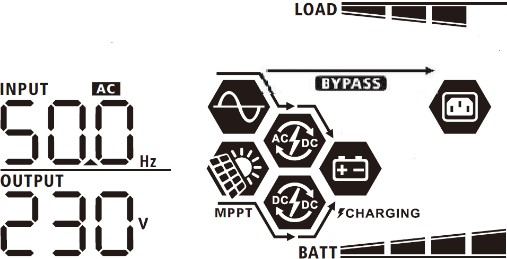 LOAD
BYPASS
INPUT AC
50.0 Hz
AC DC
OUTPUT
230 V
DC DC
MPPT
CHARGING
BATT